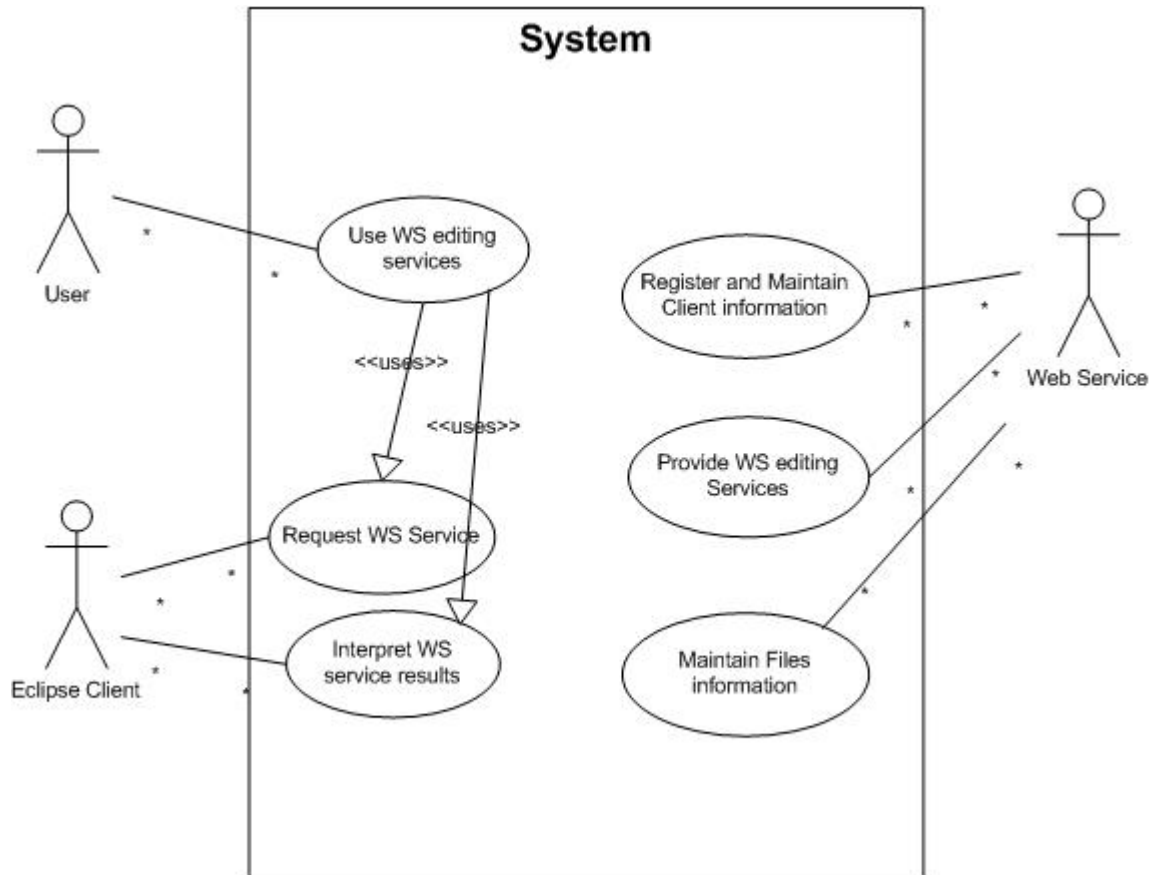 System
User
Use WS editing
services
Register and Maintain
Client information
Web Service
<<uses>>
<<uses>>
Provide WS editing
Services
Request WS Service
Eclipse Client
Interpret WS
service results
Maintain Files
information
*
*
*
*
*
*
*
*
*
*
*
*